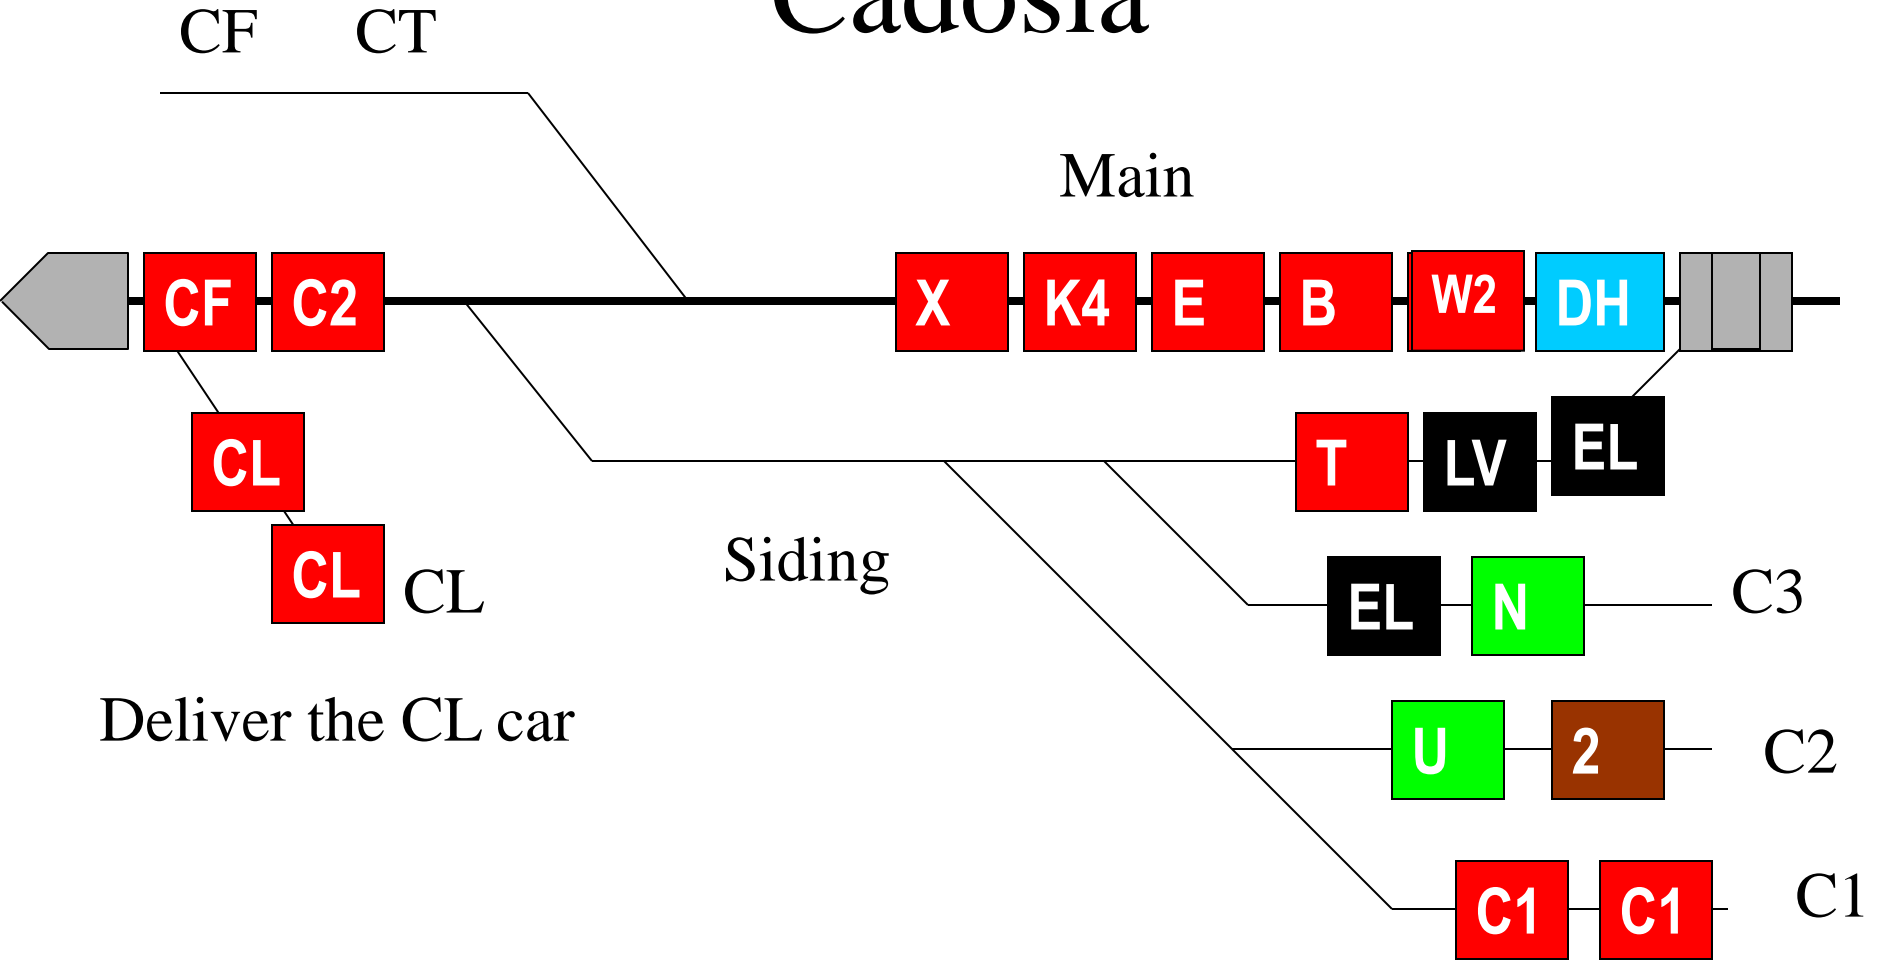 Cadosia
CF CT
Main
CF C2 X K4 E B W2 DH
CL T LV EL
Siding
CL CL EL N C3
Deliver the CL car
U 2 C2
C1 C1 C1